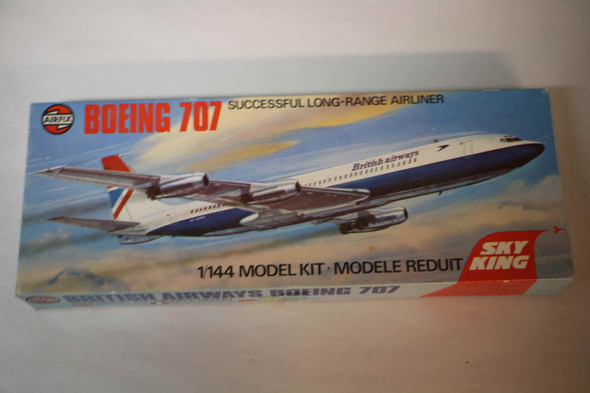 AIRFIX
BOEING 707
SUCCESSFUL LONG-RANGE AIRLINER
British airways
1/144 MODEL KIT · MODELE REDUIT
SKY
KING
BRITISH AIRWAYS BOEING 707